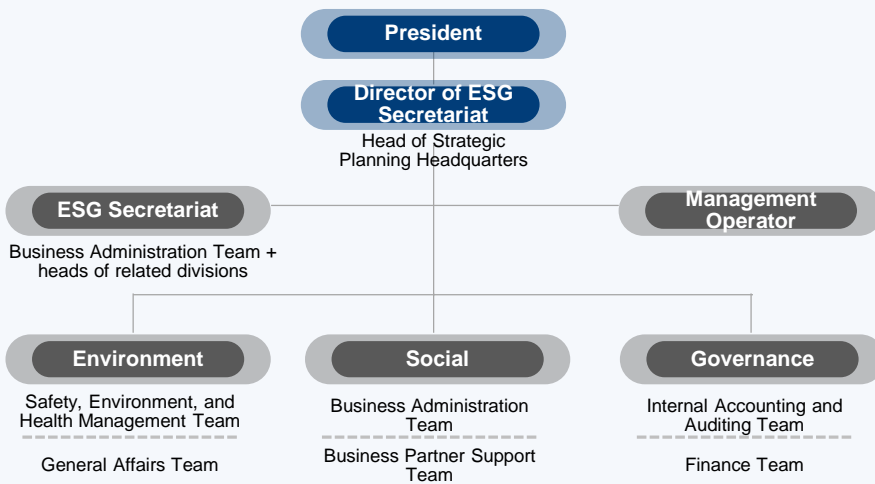 President
Director of ESG
Secretariat
Head of Strategic
Planning Headquarters
ESG Secretariat
Business Administration Team +
heads of related divisions
Management
Operator
Environment
Safety, Environment, and
Health Management Team
General Affairs Team
Social
Business Administration
Team
Business Partner Support
Team
Governance
Internal Accounting and
Auditing Team
Finance Team